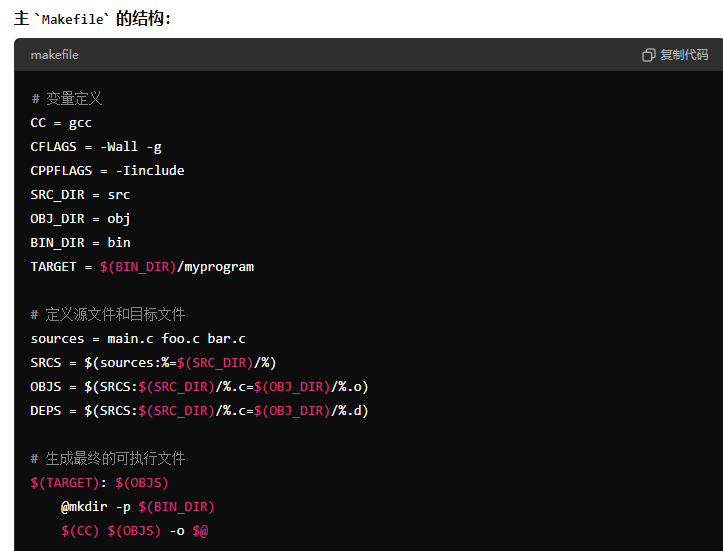 主 `Makefile` 的结构：
makefile
复制代码
# 变量定义
CC = gcc
CFLAGS = -Wall -g
CPPFLAGS = -Iinclude
SRC_DIR = src
OBJ_DIR = obj
BIN_DIR = bin
TARGET = $(BIN_DIR)/myprogram
# 定义源文件和目标文件
sources = main.c foo.c bar.c
SRCS = $(sources:%=$(SRC_DIR)/%)
OBJS = $(SRCS:$(SRC_DIR)/%.c=$(OBJ_DIR)/%.o)
DEPS = $(SRCS:$(SRC_DIR)/%.c=$(OBJ_DIR)/%.d)
# 生成最终的可执行文件
$(TARGET): $(OBJS)
    @mkdir -p $(BIN_DIR)
    $(CC) $(OBJS) -o $@